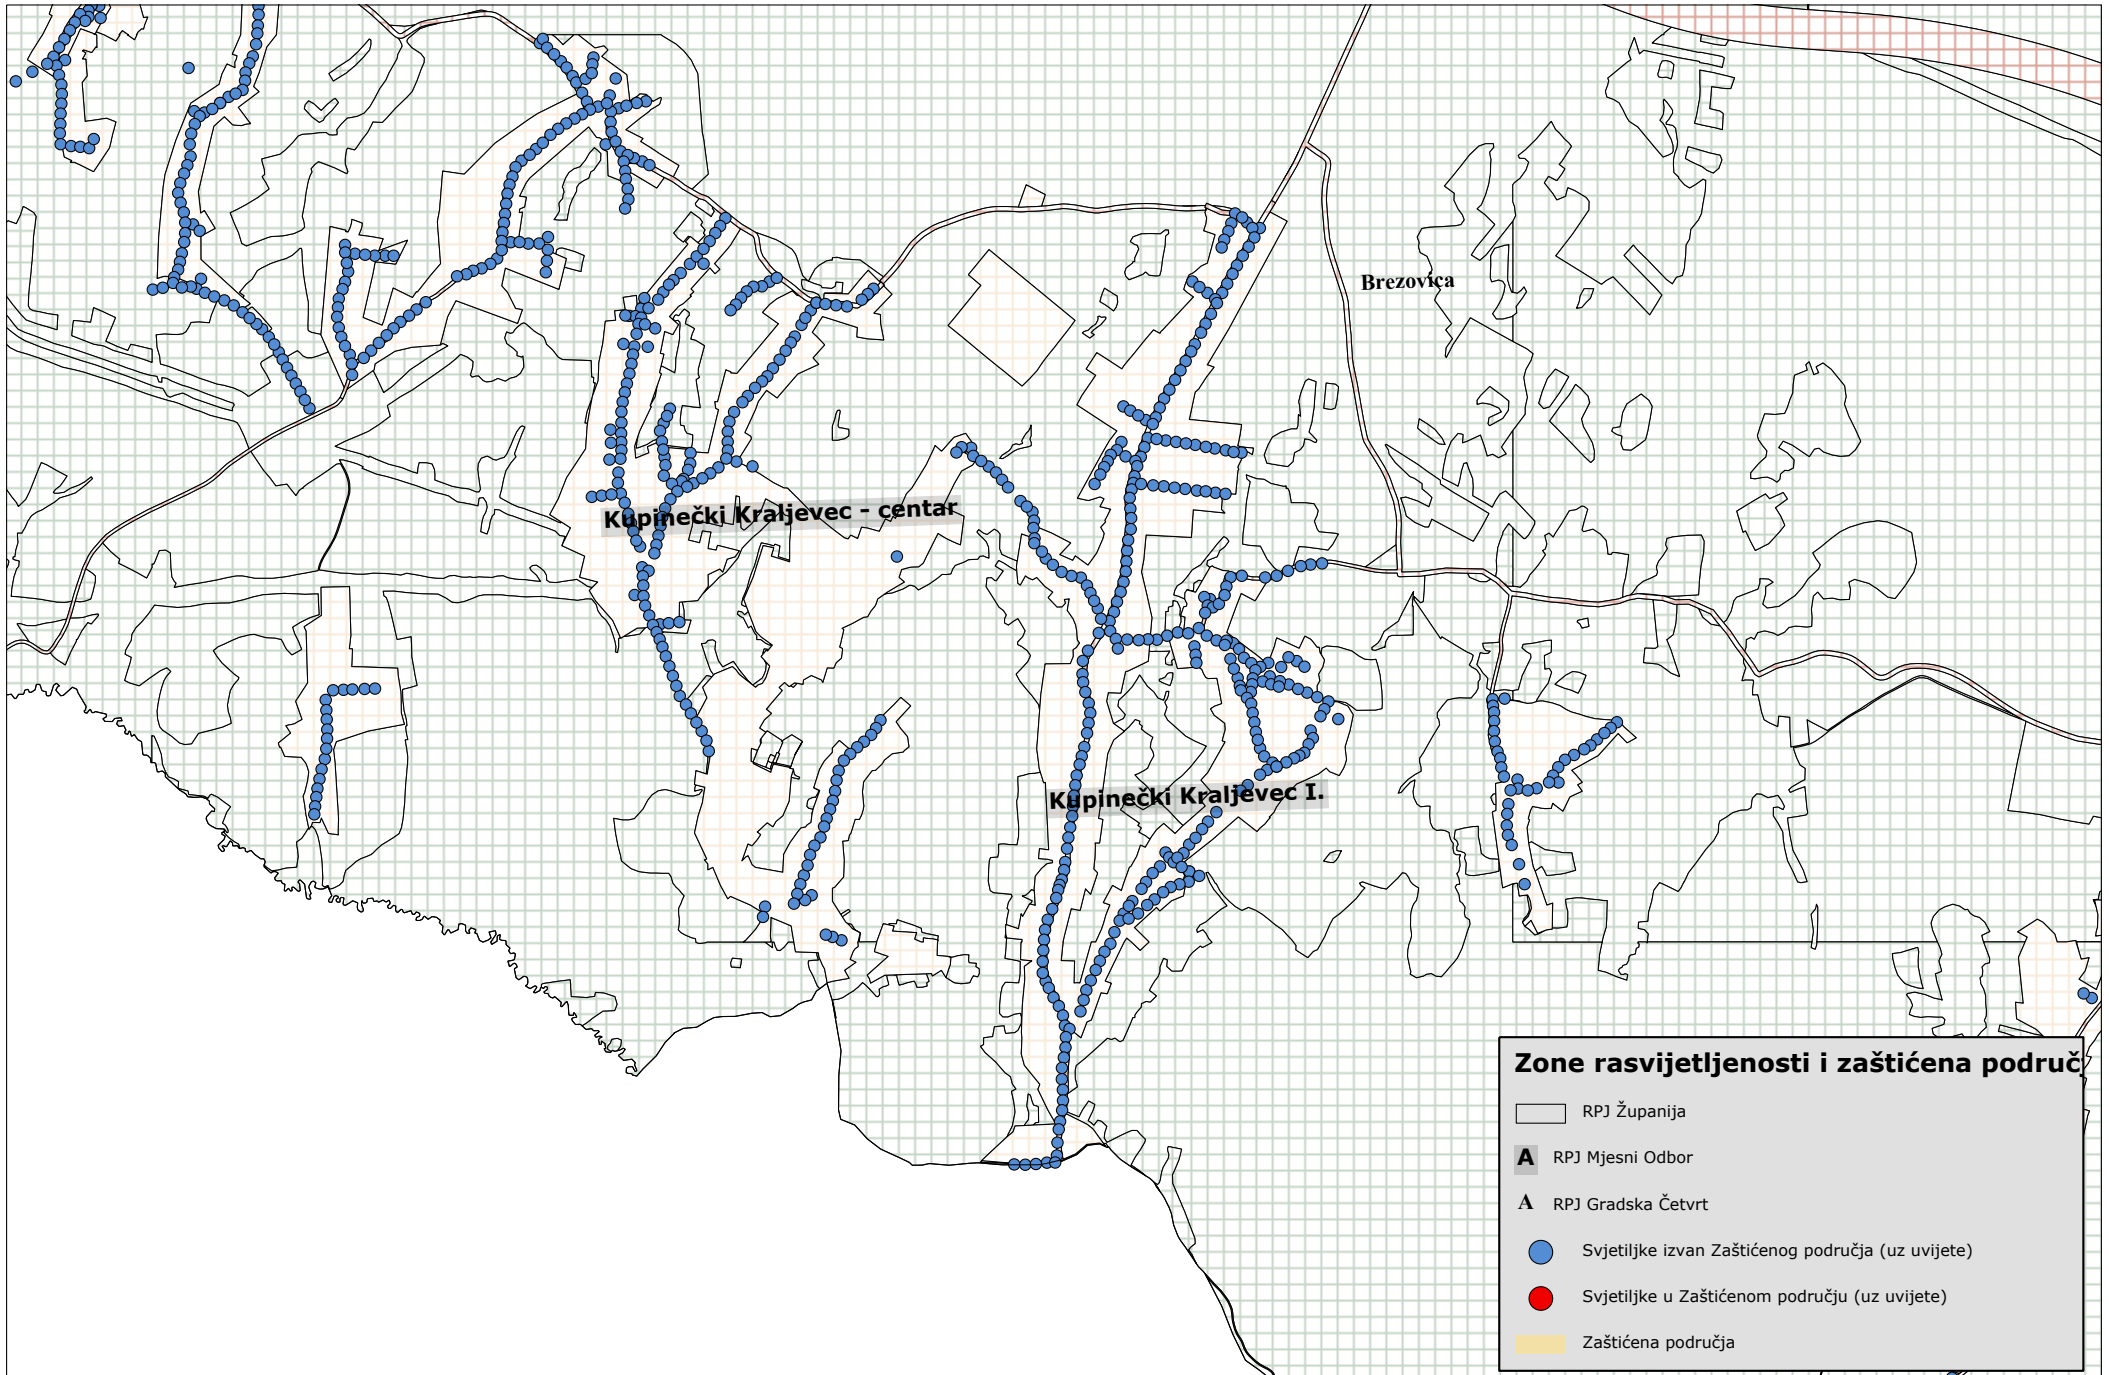 Brezovica
Kupinečki Kraljevec - centar
Kupinečki Kraljevec I.
Zone rasvijetljenosti i zaštićena područ
RPJ Županija
A RPJ Mjesni Odbor
A RPJ Gradska Četvrt
Svjetiljke izvan Zaštićenog područja (uz uvijete)
Svjetiljke u Zaštićenom području (uz uvijete)
Zaštićena područja